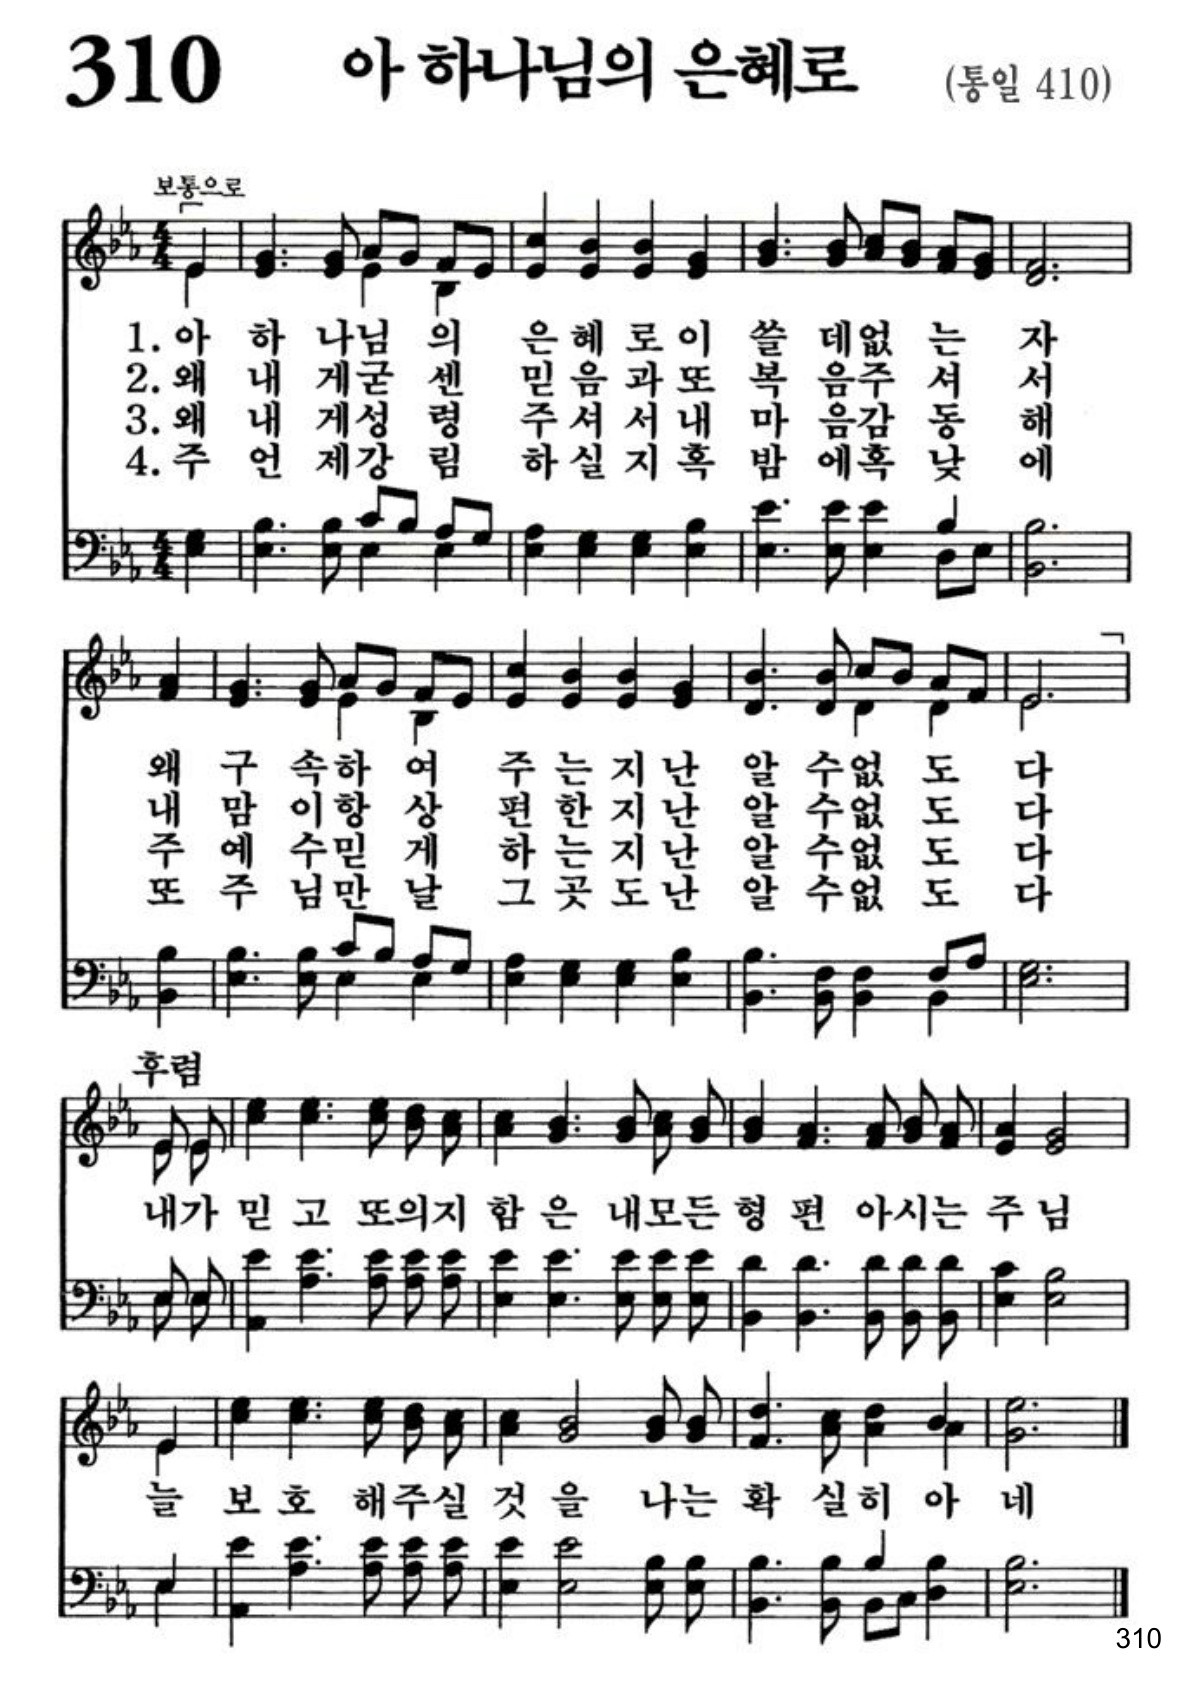 310 아 하나님의 은혜로 (통일 410)
보통으로
1. 아 하 나님 의 은 혜 로 이 쓸 데없 는 자
2. 왜 내 게굳 센 믿 음 과 또 복 음주 셔 서
3. 왜 내 게성 령 주 셔 서 내 마 음감 동 해
4. 주 언 제강 림 하 실 지 혹 밤 에혹 낮 에
왜 구 속하 여 주 는 지 난 알 수없 도 다
내 맘 이항 상 편 한 지 난 알 수없 도 다
주 예 수믿 게 하 는 지 난 알 수없 도 다
또 주 님만 날 그 곳 도 난 알 수없 도 다
후렴
내가 믿 고 또의지 함 은 내모든 형 편 아시는 주 님
늘 보 호 해주실 것 을 나는 확 실히 아 네
310